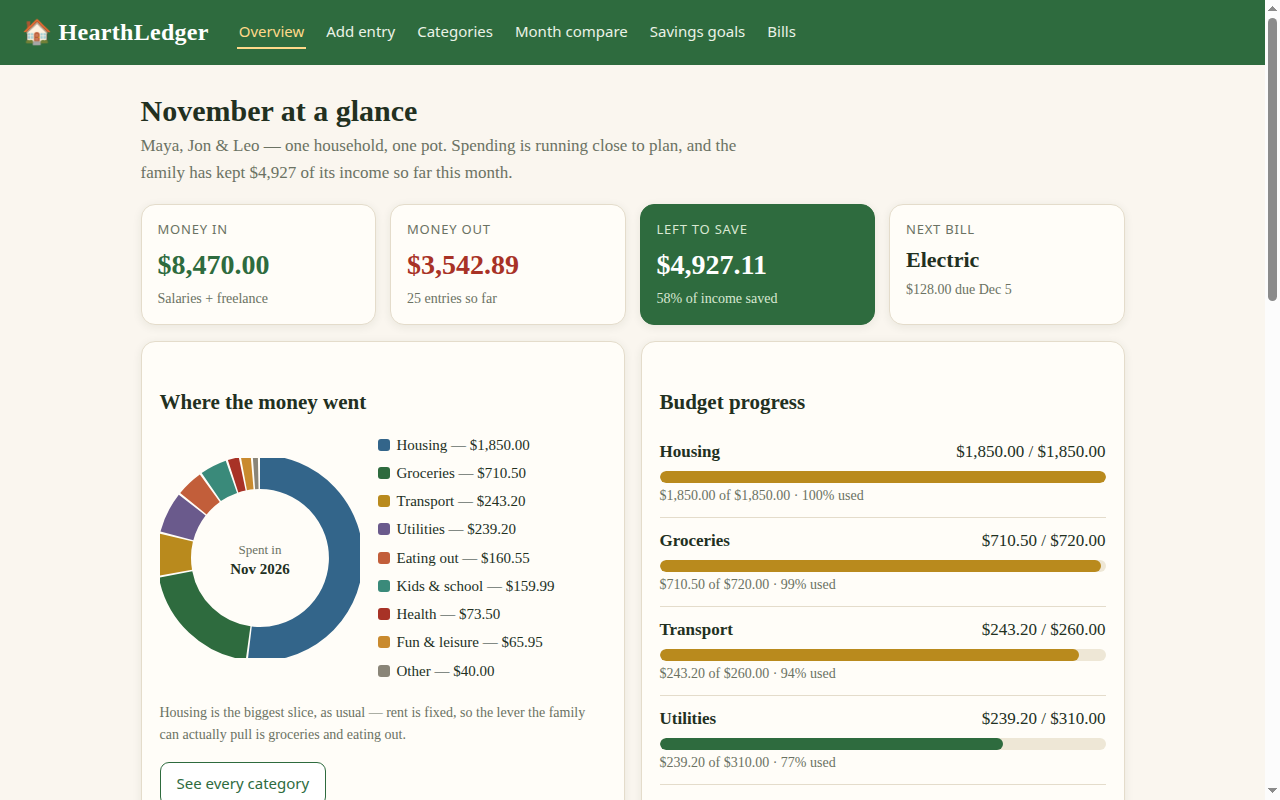 🏠 HearthLedger
Overview
Add entry
Categories
Month compare
Savings goals
Bills
November at a glance
Maya, Jon & Leo — one household, one pot. Spending is running close to plan, and the
family has kept $4,927 of its income so far this month.
MONEY IN
$8,470.00
Salaries + freelance
MONEY OUT
$3,542.89
25 entries so far
LEFT TO SAVE
$4,927.11
58% of income saved
NEXT BILL
Electric
$128.00 due Dec 5
Where the money went
Spent in
Nov 2026
Housing — $1,850.00
Groceries — $710.50
Transport — $243.20
Utilities — $239.20
Eating out — $160.55
Kids & school — $159.99
Health — $73.50
Fun & leisure — $65.95
Other — $40.00
Housing is the biggest slice, as usual — rent is fixed, so the lever the family
can actually pull is groceries and eating out.
See every category
Budget progress
Housing $1,850.00 / $1,850.00
$1,850.00 of $1,850.00 · 100% used
Groceries $710.50 / $720.00
$710.50 of $720.00 · 99% used
Transport $243.20 / $260.00
$243.20 of $260.00 · 94% used
Utilities $239.20 / $310.00
$239.20 of $310.00 · 77% used